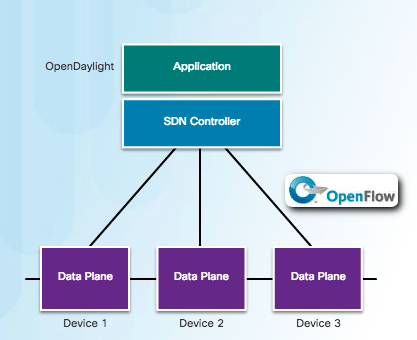 OpenDaylight
Application
SDN Controller
OpenFlow
Data Plane
Data Plane
Data Plane
Device 1
Device 2
Device 3